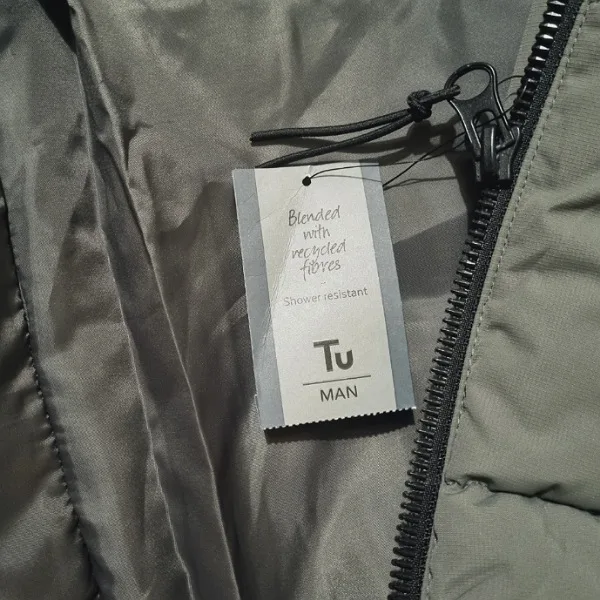 Blended
with
recycled
fibres
-
Shower resistant
Tu
MAN